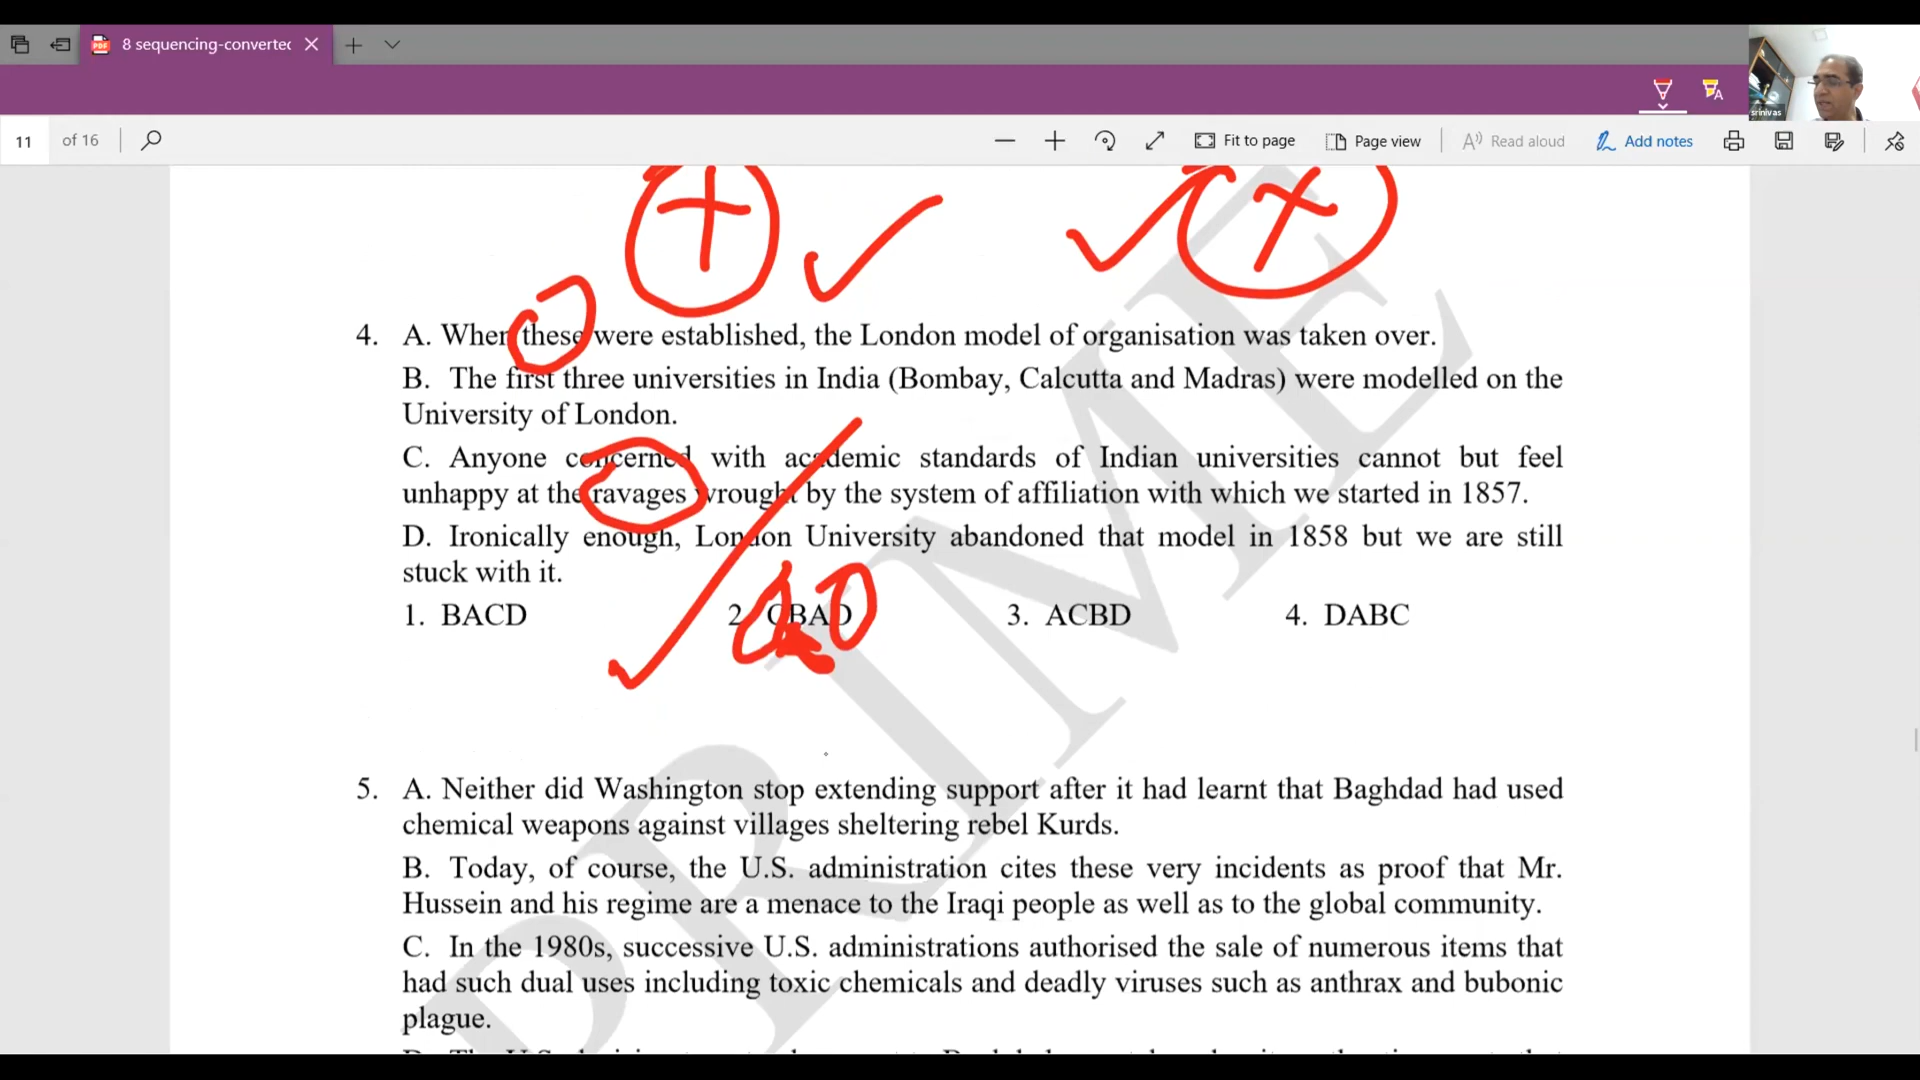 8 sequencing-converted
srinivas
11 of 16
Fit to page
Page view
Read aloud
Add notes
4. A. When these were established, the London model of organisation was taken over.
B. The first three universities in India (Bombay, Calcutta and Madras) were modelled on the
University of London.
C. Anyone concerned with academic standards of Indian universities cannot but feel
unhappy at the ravages wrought by the system of affiliation with which we started in 1857.
D. Ironically enough, London University abandoned that model in 1858 but we are still
stuck with it.
1. BACD 2. CBAD 3. ACBD 4. DABC
5. A. Neither did Washington stop extending support after it had learnt that Baghdad had used
chemical weapons against villages sheltering rebel Kurds.
B. Today, of course, the U.S. administration cites these very incidents as proof that Mr.
Hussein and his regime are a menace to the Iraqi people as well as to the global community.
C. In the 1980s, successive U.S. administrations authorised the sale of numerous items that
had such dual uses including toxic chemicals and deadly viruses such as anthrax and bubonic
plague.
PRIME